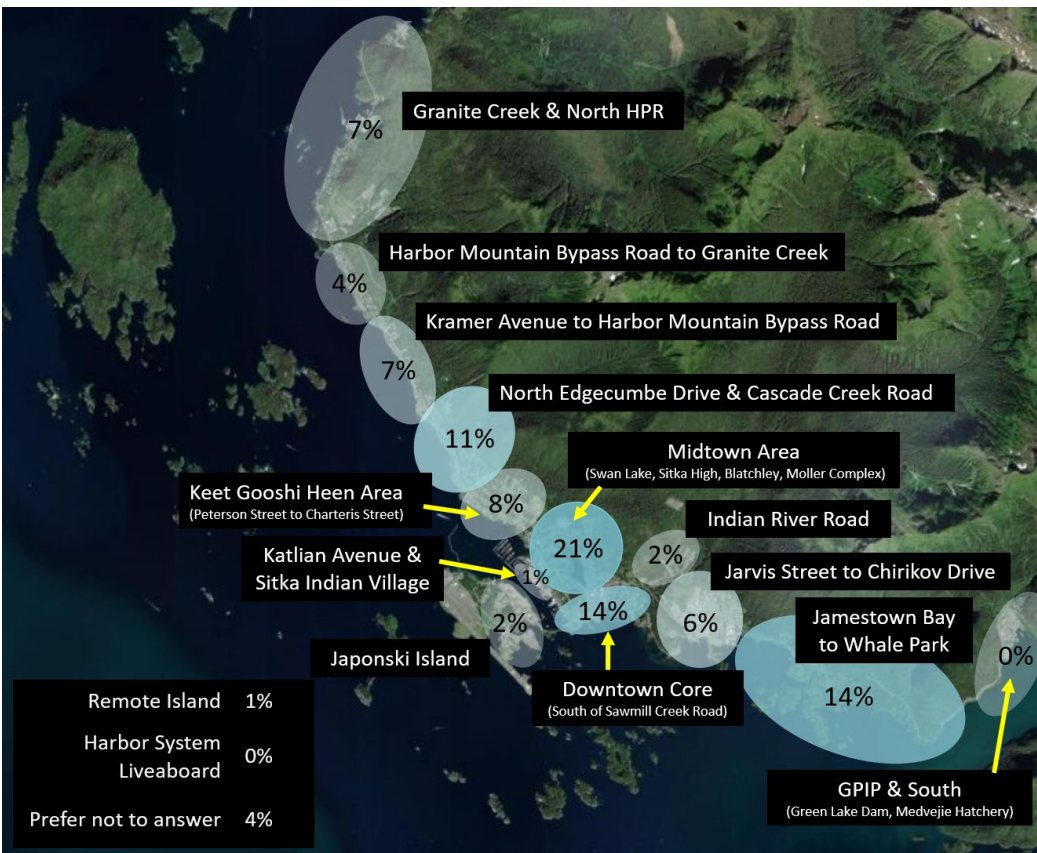 Granite Creek & North HPR
7%
Harbor Mountain Bypass Road to Granite Creek
4%
Kramer Avenue to Harbor Mountain Bypass Road
7%
North Edgecumbe Drive & Cascade Creek Road
11%
Midtown Area
(Swan Lake, Sitka High, Blatchley, Moller Complex)
21%
Keet Gooshi Heen Area
(Peterson Street to Charteris Street)
8%
Indian River Road
2%
Katlian Avenue &
Sitka Indian Village
1%
Jarvis Street to Chirikov Drive
6%
Japonski Island
2%
14%
Downtown Core
(South of Sawmill Creek Road)
Jamestown Bay
to Whale Park
14%
0%
GPIP & South
(Green Lake Dam, Medvejie Hatchery)
Remote Island 1%
Harbor System
Liveaboard 0%
Prefer not to answer 4%